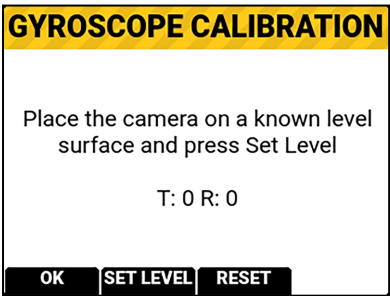 GYROSCOPE CALIBRATION
Place the camera on a known level
surface and press Set Level
T: 0 R: 0
OK
SET LEVEL
RESET